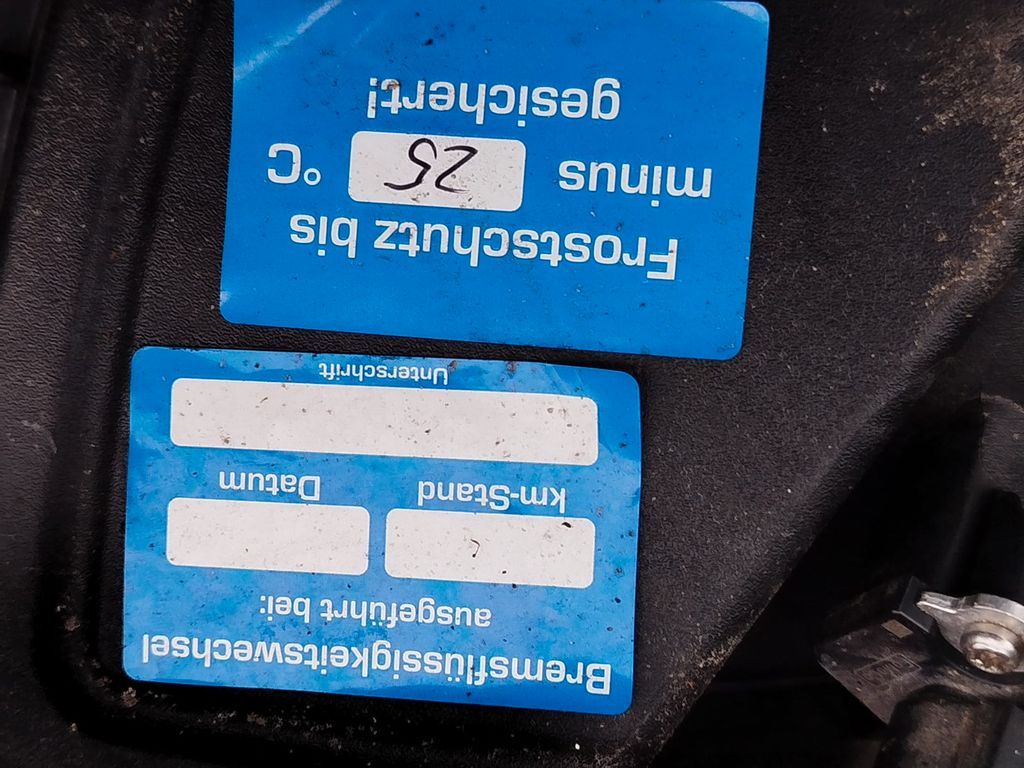 Bremsflüssigkeitswechsel
ausgeführt bei:
km-Stand Datum
Unterschrift
Frostschutz bis
minus 25 °C
gesichert!